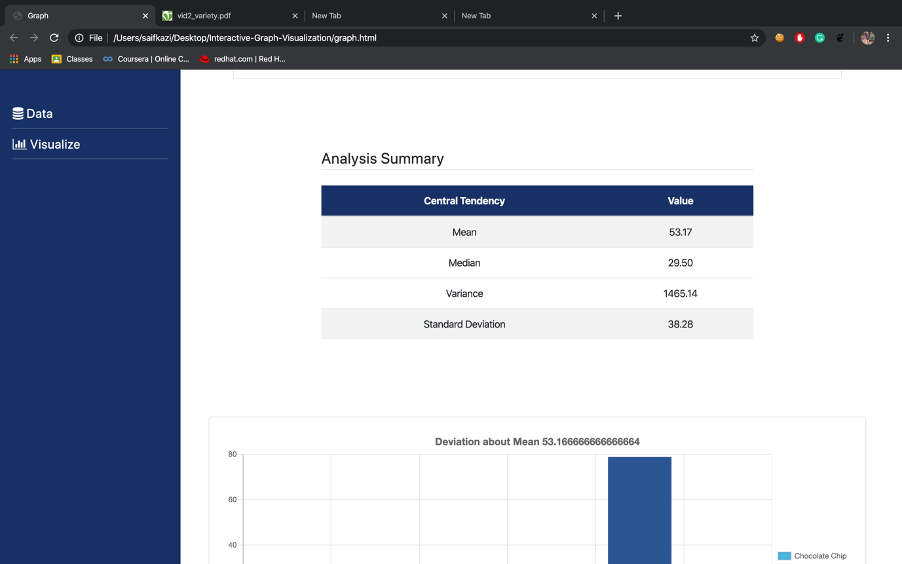 Graph
vid2_variety.pdf
New Tab
New Tab
File /Users/saifkazi/Desktop/Interactive-Graph-Visualization/graph.html
Apps Classes Coursera | Online C... redhat.com | Red H...
Data
Visualize
Analysis Summary
Central Tendency Value
Mean 53.17
Median 29.50
Variance 1465.14
Standard Deviation 38.28
Deviation about Mean 53.166666666666664
80
60
40
Chocolate Chip